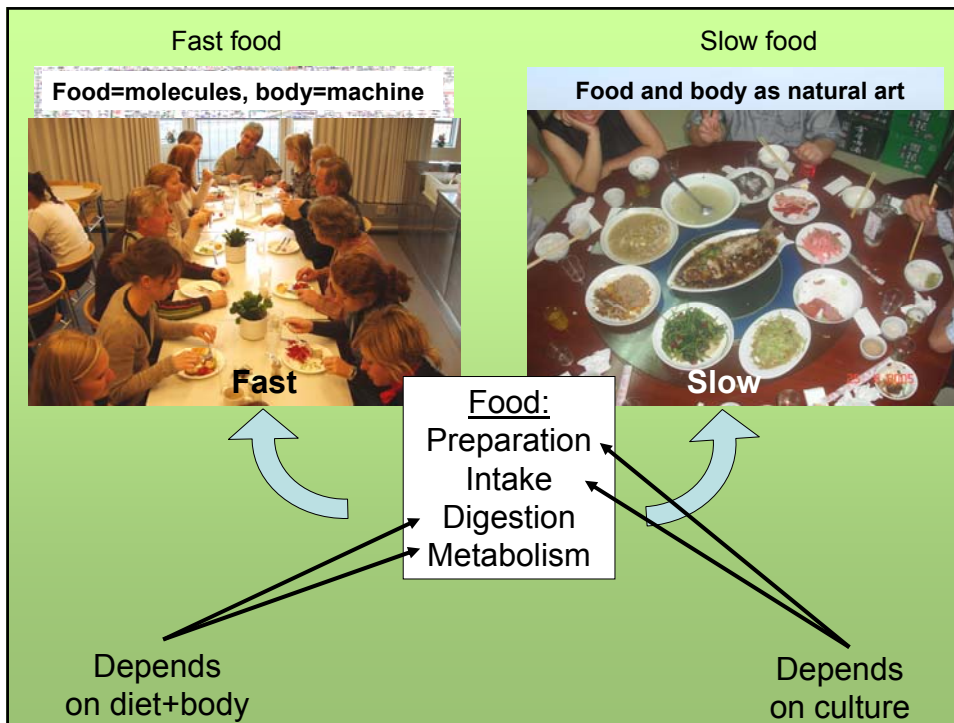 Fast food
Slow food
Food=molecules, body=machine
Food and body as natural art
Fast
Slow
Food:
Preparation
Intake
Digestion
Metabolism
Depends
on diet+body
Depends
on culture